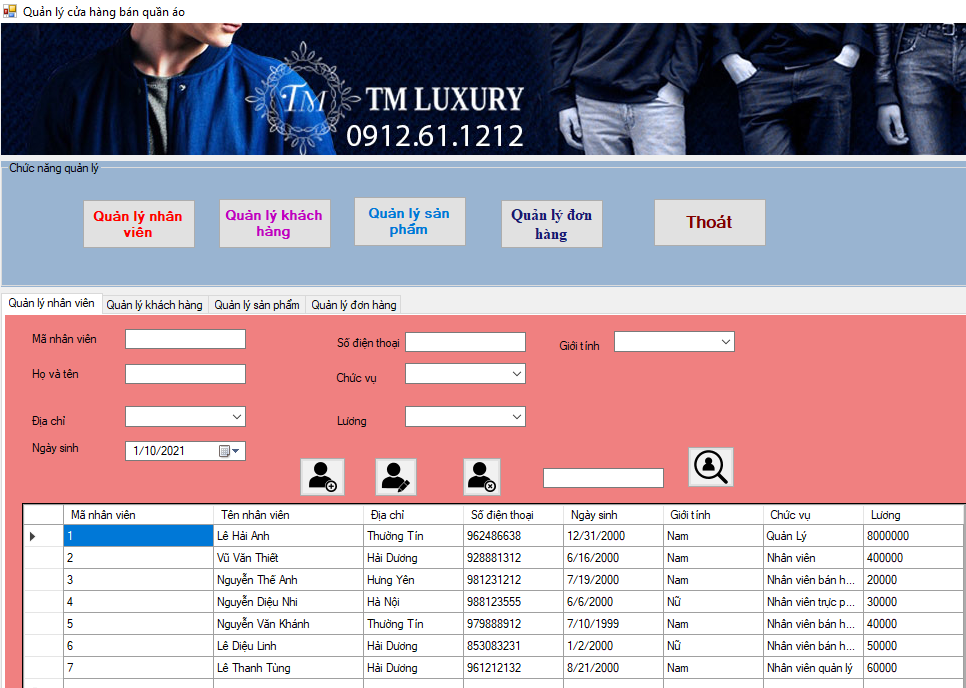 Quản lý cửa hàng bán quần áo
TM
TM LUXURY
0912.61.1212
Chức năng quản lý
Quản lý nhân
viên
Quản lý khách
hàng
Quản lý sản
phẩm
Quản lý đơn
hàng
Thoát
Quản lý nhân viên Quản lý khách hàng Quản lý sản phẩm Quản lý đơn hàng
Mã nhân viên Số điện thoại Giới tính
Họ và tên Chức vụ
Địa chỉ Lương
Ngày sinh 1/10/2021
Mã nhân viên Tên nhân viên Địa chỉ Số điện thoại Ngày sinh Giới tính Chức vụ Lương
1 Lê Hải Anh Thường Tín 962486638 12/31/2000 Nam Quản Lý 8000000
2 Vũ Văn Thiết Hải Dương 928881312 6/16/2000 Nam Nhân viên 400000
3 Nguyễn Thế Anh Hưng Yên 981231212 7/19/2000 Nam Nhân viên bán h... 20000
4 Nguyễn Diệu Nhi Hà Nội 988123555 6/6/2000 Nữ Nhân viên trực p... 30000
5 Nguyễn Văn Khánh Thường Tín 979888912 7/10/1999 Nam Nhân viên bán h... 40000
6 Lê Diệu Linh Hải Dương 853083231 1/2/2000 Nữ Nhân viên bán h... 50000
7 Lê Thanh Tùng Hải Dương 961212132 8/21/2000 Nam Nhân viên quản lý 60000